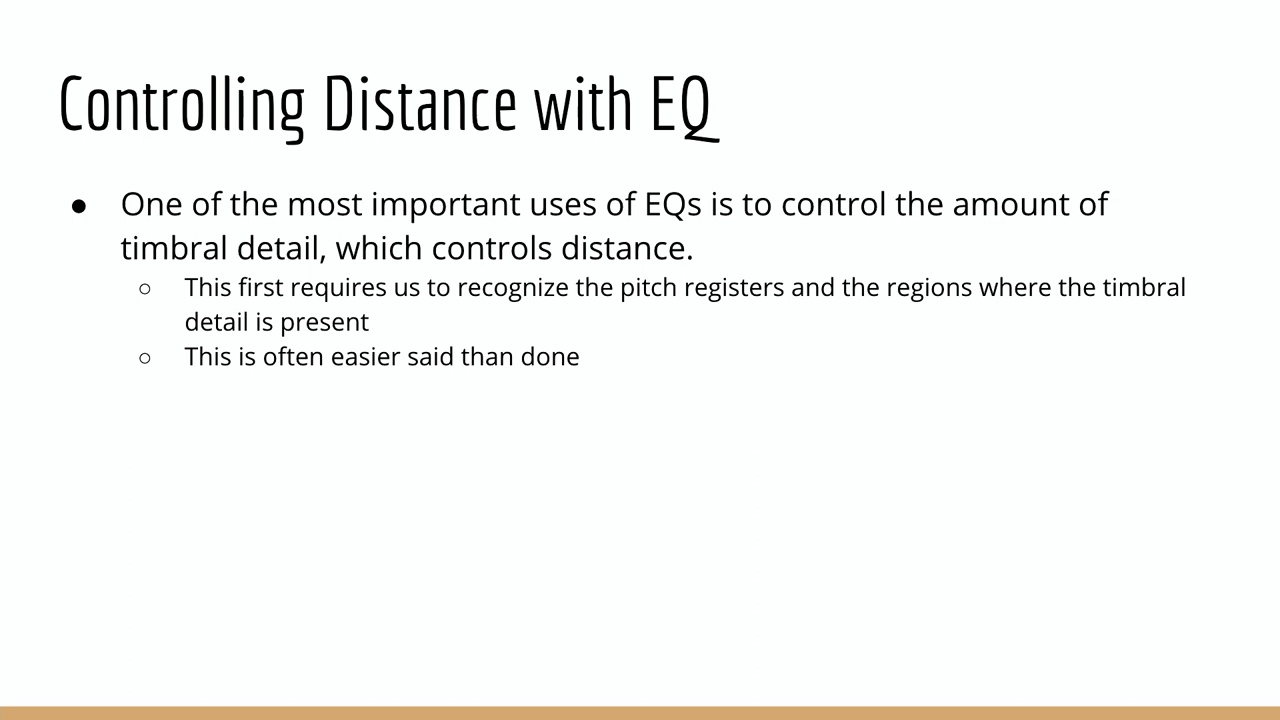 Controlling Distance with EQ
● One of the most important uses of EQs is to control the amount of
timbral detail, which controls distance.
○ This first requires us to recognize the pitch registers and the regions where the timbral
detail is present
○ This is often easier said than done